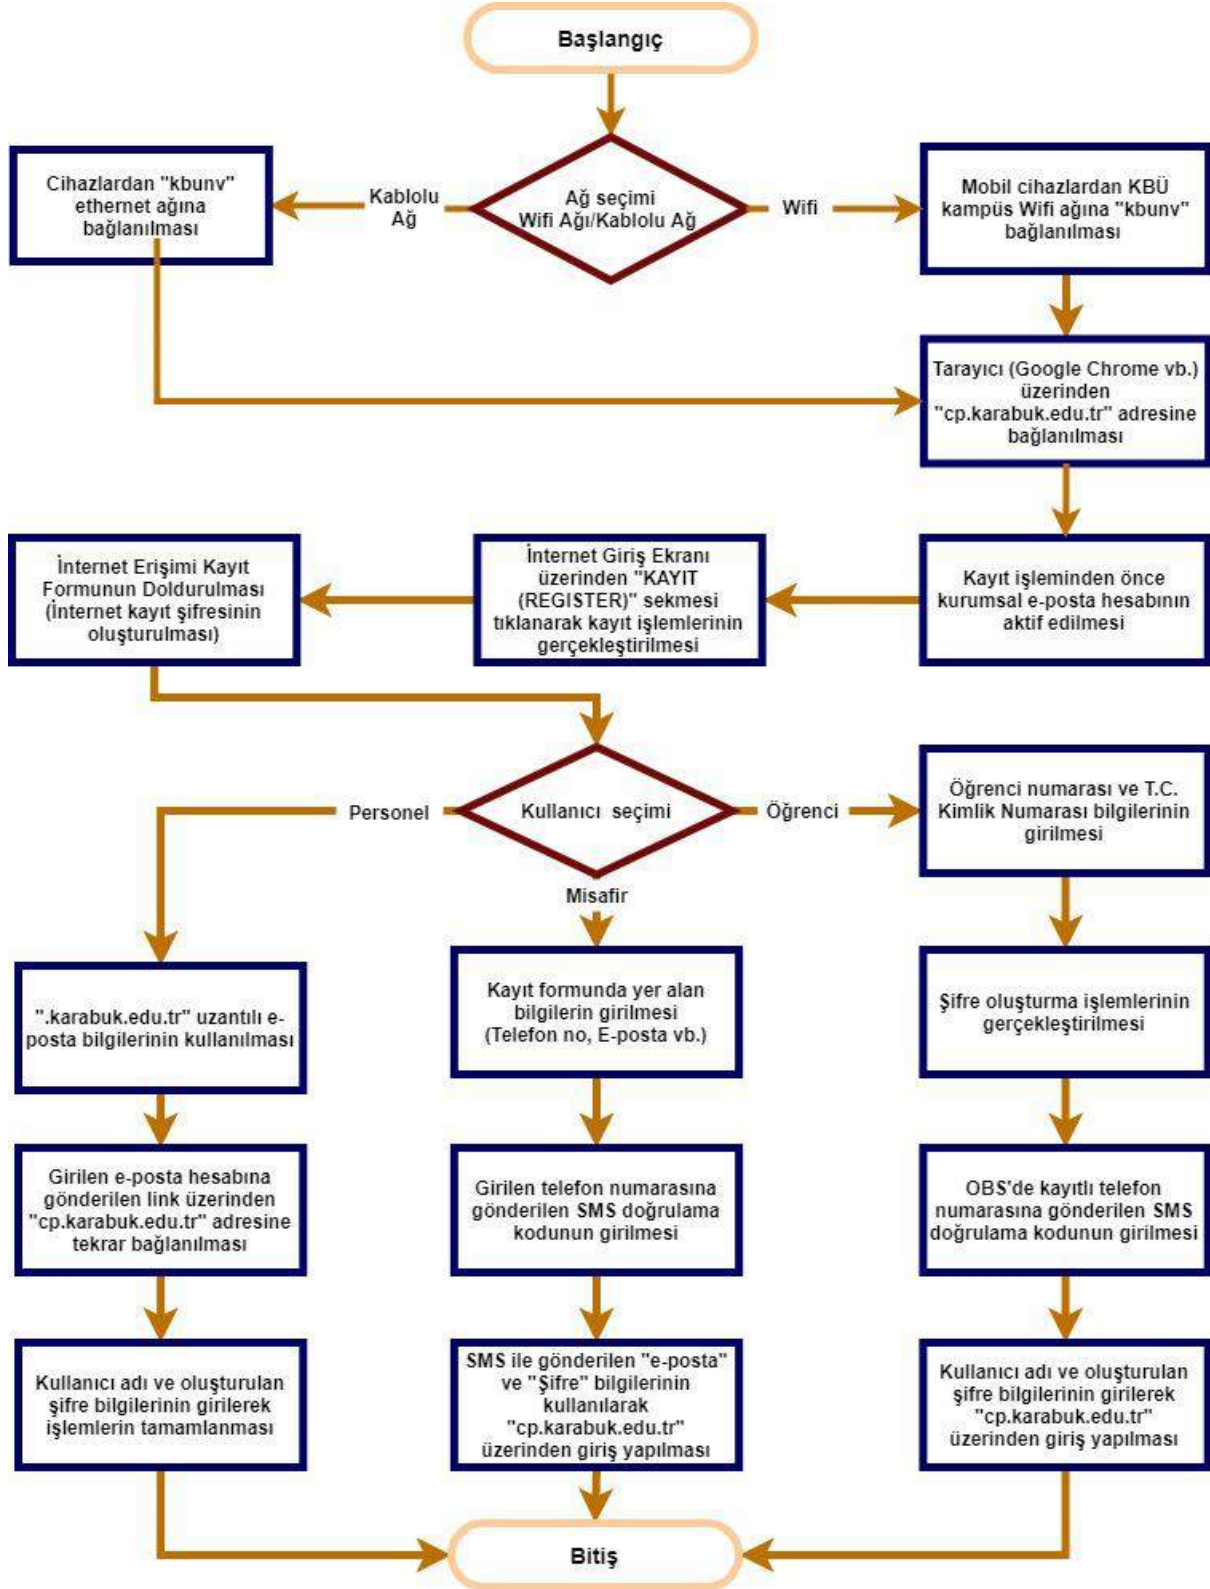 Başlangıç
Ağ seçimi
Wifi Ağı/Kablolu Ağ
Kablolu
Ağ
Wifi
Cihazlardan "kbunv"
ethernet ağına
bağlanılması
Mobil cihazlardan KBÜ
kampüs Wifi ağına "kbunv"
bağlanılması
Tarayıcı (Google Chrome vb.)
üzerinden
"cp.karabuk.edu.tr" adresine
bağlanılması
Kayıt işleminden önce
kurumsal e-posta hesabının
aktif edilmesi
İnternet Giriş Ekranı
üzerinden "KAYIT
(REGISTER)" sekmesi
tıklanarak kayıt işlemlerinin
gerçekleştirilmesi
İnternet Erişimi Kayıt
Formunun Doldurulması
(İnternet kayıt şifresinin
oluşturulması)
Kullanıcı seçimi
Personel
Misafir
Öğrenci
".karabuk.edu.tr" uzantılı e-
posta bilgilerinin kullanılması
Girilen e-posta hesabına
gönderilen link üzerinden
"cp.karabuk.edu.tr" adresine
tekrar bağlanılması
Kullanıcı adı ve oluşturulan
şifre bilgilerinin girilerek
işlemlerin tamamlanması
Kayıt formunda yer alan
bilgilerin girilmesi
(Telefon no, E-posta vb.)
Girilen telefon numarasına
gönderilen SMS doğrulama
kodunun girilmesi
SMS ile gönderilen "e-posta"
ve "Şifre" bilgilerinin
kullanılarak
"cp.karabuk.edu.tr"
üzerinden giriş yapılması
Öğrenci numarası ve T.C.
Kimlik Numarası bilgilerinin
girilmesi
Şifre oluşturma işlemlerinin
gerçekleştirilmesi
OBS'de kayıtlı telefon
numarasına gönderilen SMS
doğrulama kodunun girilmesi
Kullanıcı adı ve oluşturulan
şifre bilgilerinin girilerek
"cp.karabuk.edu.tr"
üzerinden giriş yapılması
Bitiş